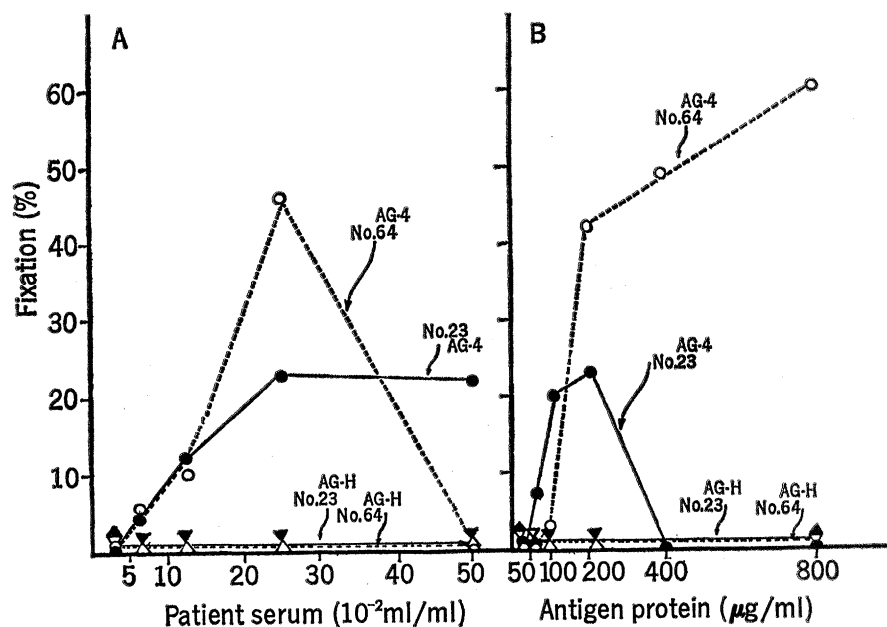 A
B
Fixation (%)
60
50
40
30
20
10
AG-4
No.64
No.23
AG-4
AG-H
No.23
AG-H
No.64
5 10 20 30 40 50
Patient serum (10⁻²ml/ml)
AG-4
No.64
AG-4
No.23
AG-H
No.23
AG-H
No.64
50 100 200 400 800
Antigen protein (µg/ml)